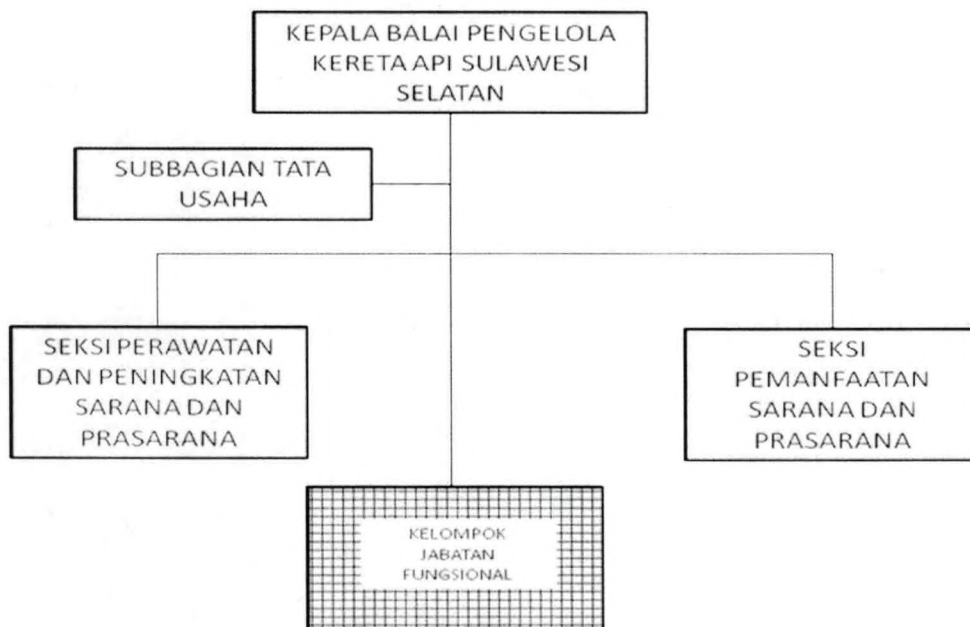 KEPALA BALAI PENGELOLA
KERETA API SULAWESI
SELATAN
SUBBAGIAN TATA
USAHA
SEKSI PERAWATAN
DAN PENINGKATAN
SARANA DAN
PRASARANA
SEKSI
PEMANFAATAN
SARANA DAN
PRASARANA
KELOMPOK
JABATAN
FUNGSIONAL